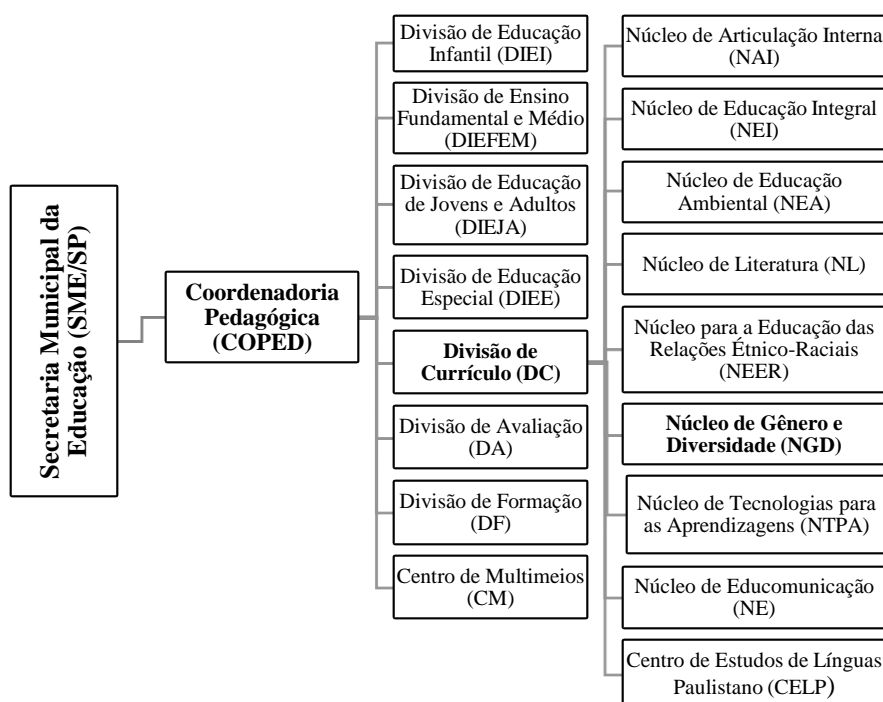 Secretaria Municipal da
Educação (SME/SP)
Coordenadoria
Pedagógica
(COPED)
Divisão de Educação
Infantil (DIEI)
Divisão de Ensino
Fundamental e Médio
(DIEFEM)
Divisão de Educação
de Jovens e Adultos
(DIEJA)
Divisão de Educação
Especial (DIEE)
Divisão de
Currículo (DC)
Divisão de Avaliação
(DA)
Divisão de Formação
(DF)
Centro de Multimeios
(CM)
Núcleo de Articulação Interna
(NAI)
Núcleo de Educação Integral
(NEI)
Núcleo de Educação
Ambiental (NEA)
Núcleo de Literatura (NL)
Núcleo para a Educação das
Relações Étnico-Raciais
(NEER)
Núcleo de Gênero e
Diversidade (NGD)
Núcleo de Tecnologias para
as Aprendizagens (NTPA)
Núcleo de Educomunicação
(NE)
Centro de Estudos de Línguas
Paulistano (CELP)